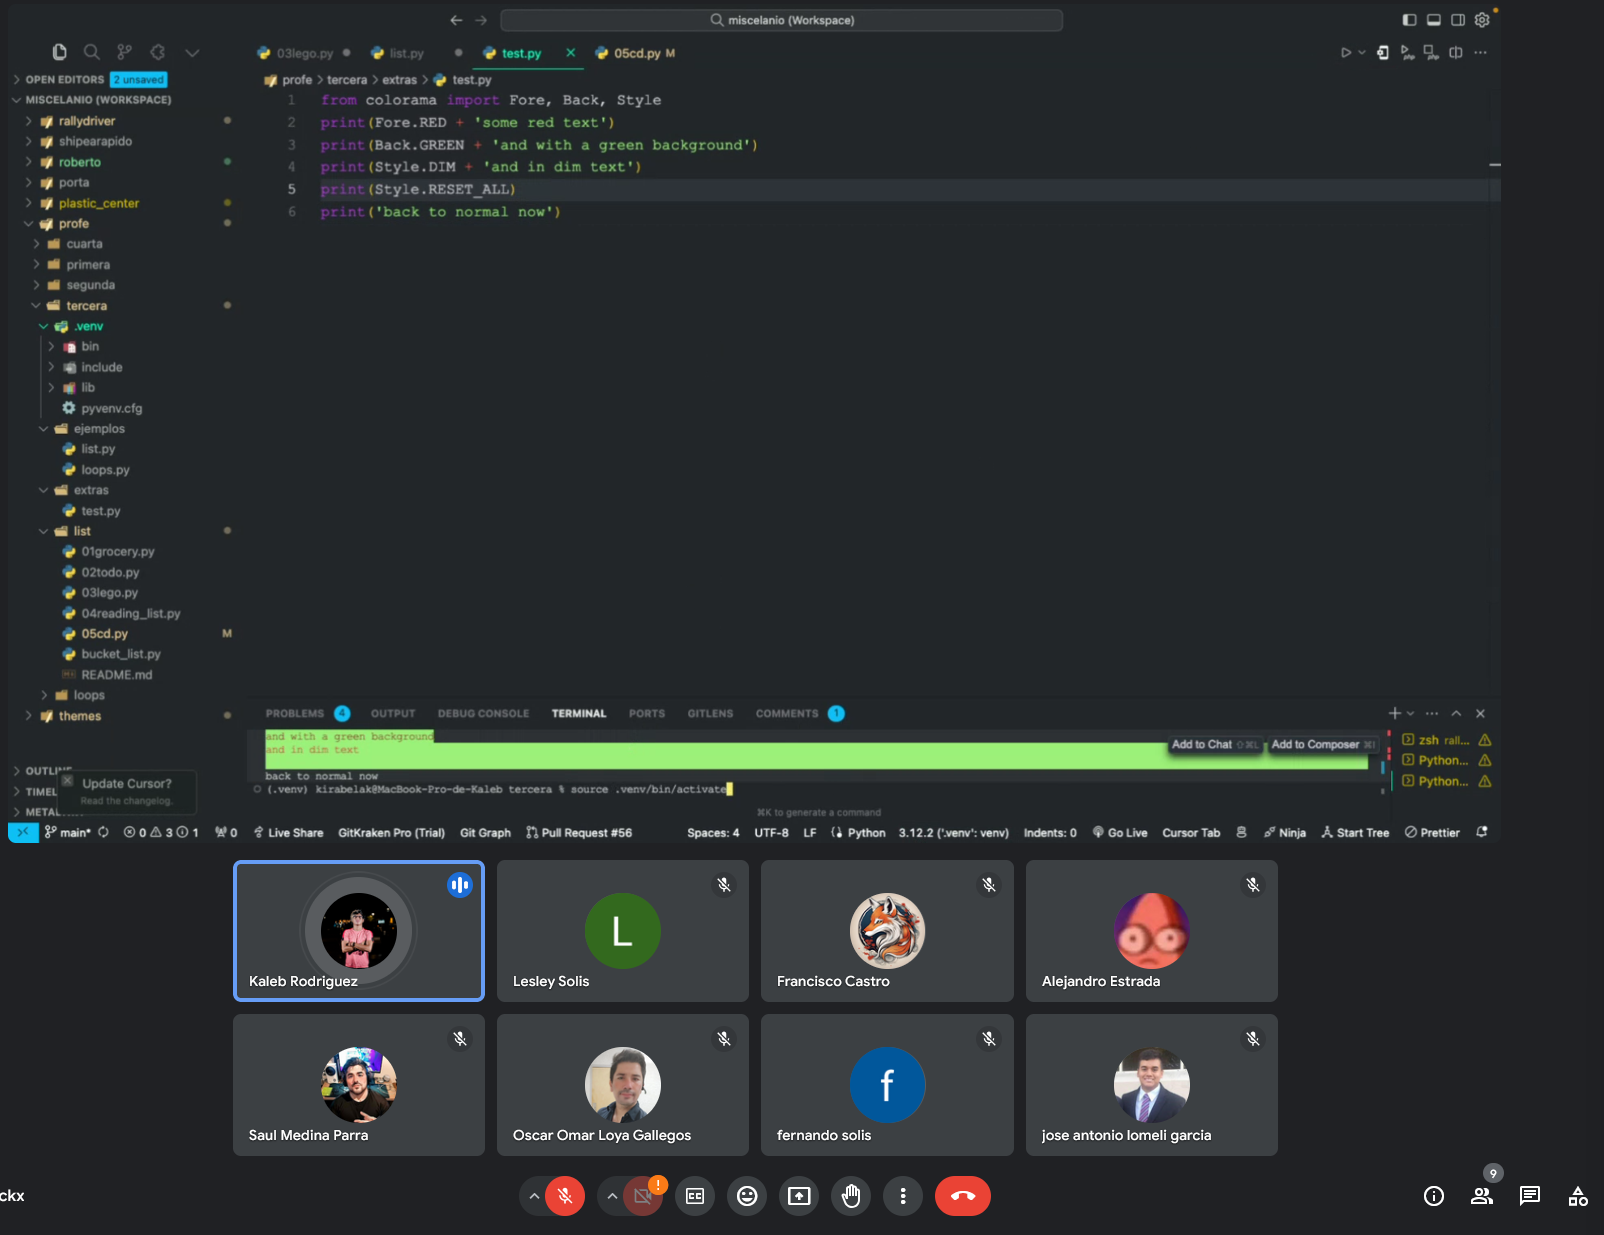 miscelanio (Workspace)
03lego.py
list.py
test.py
05cd.py M
OPEN EDITORS 2 unsaved
profe > tercera > extras > test.py
MISCELANIO (WORKSPACE)
rallydriver
shipearapido
roberto
porta
plastic_center
profe
cuarta
primera
segunda
tercera
.venv
bin
include
lib
pyvenv.cfg
ejemplos
list.py
loops.py
extras
test.py
list
01grocery.py
02todo.py
03lego.py
04reading_list.py
05cd.py M
bucket_list.py
README.md
loops
themes
OUTLINE
TIMEL
META
Update Cursor?
Read the changelog.
1 from colorama import Fore, Back, Style
2 print(Fore.RED + 'some red text')
3 print(Back.GREEN + 'and with a green background')
4 print(Style.DIM + 'and in dim text')
5 print(Style.RESET_ALL)
6 print('back to normal now')
PROBLEMS 4 OUTPUT DEBUG CONSOLE TERMINAL PORTS GITLENS COMMENTS 1
and with a green background
and in dim text
back to normal now
(.venv) kirabelak@MacBook-Pro-de-Kaleb tercera % source .venv/bin/activate
Add to Chat ⇧⌘L Add to Composer ⌘I
⌘K to generate a command
zsh rall...
Python...
Python...
main* 0 3 1 0 Live Share GitKraken Pro (Trial) Git Graph Pull Request #56 Spaces: 4 UTF-8 LF Python 3.12.2 ('.venv': venv) Indents: 0 Go Live Cursor Tab Ninja Start Tree Prettier
Kaleb Rodriguez
L
Lesley Solis
Francisco Castro
Alejandro Estrada
Saul Medina Parra
Oscar Omar Loya Gallegos
f
fernando solis
jose antonio lomeli garcia
ckx
9